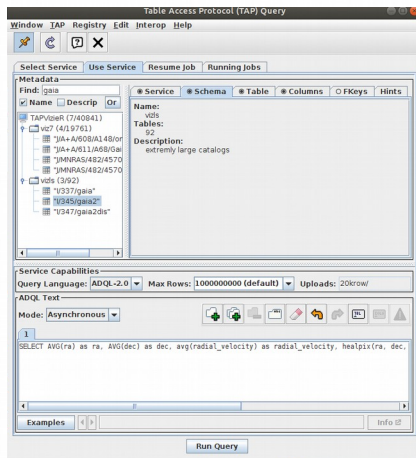 Table Access Protocol (TAP) Query
Window TAP Registry Edit Interop Help
Select Service Use Service Resume Job Running Jobs
Metadata
Find: gaia
Name Descrip Or
TAPVizieR (7/40841)
viz7 (4/19761)
"J/A+A/608/A148/or
"J/A+A/611/A68/Gai
"J/MNRAS/482/4570
"J/MNRAS/482/4570
vizls (3/92)
"I/337/gaia"
"I/345/gaia2"
"I/347/gaia2dis"
Service Schema Table Columns FKeys Hints
Name:
vizls
Tables:
92
Description:
extremly large catalogs
Service Capabilities
Query Language: ADQL-2.0 Max Rows: 1000000000 (default) Uploads: 20krow/
ADQL Text
Mode: Asynchronous
1
SELECT AVG(ra) as ra, AVG(dec) as dec, avg(radial_velocity) as radial_velocity, healpix(ra, dec,
Examples Info
Run Query